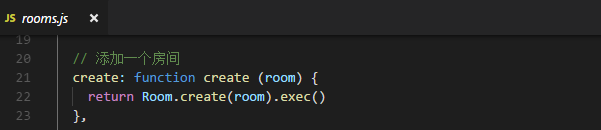 JS rooms.js ×
19
20 // 添加一个房间
21 create: function create (room) {
22 return Room.create(room).exec()
23 },